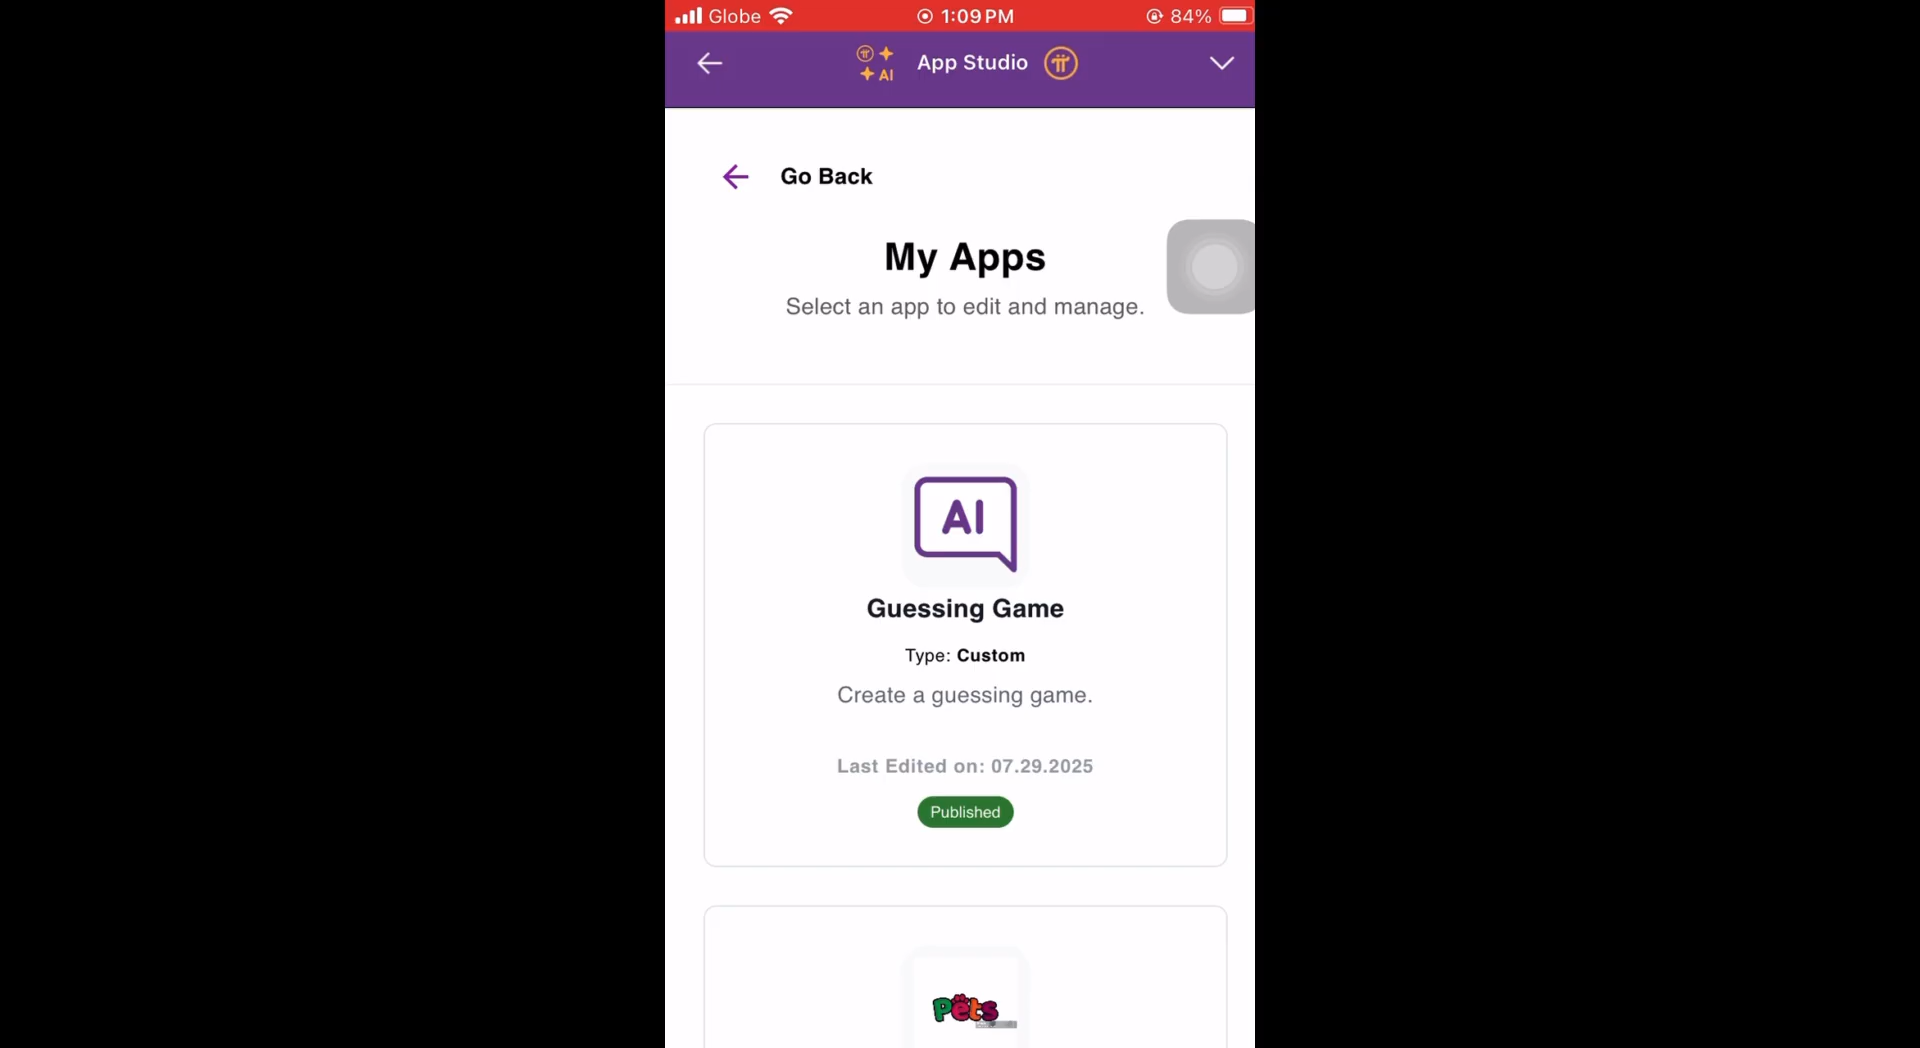 Globe 1:09 PM 84%
AI App Studio
Go Back
My Apps
Select an app to edit and manage.
AI
Guessing Game
Type: Custom
Create a guessing game.
Last Edited on: 07.29.2025
Published
Pets